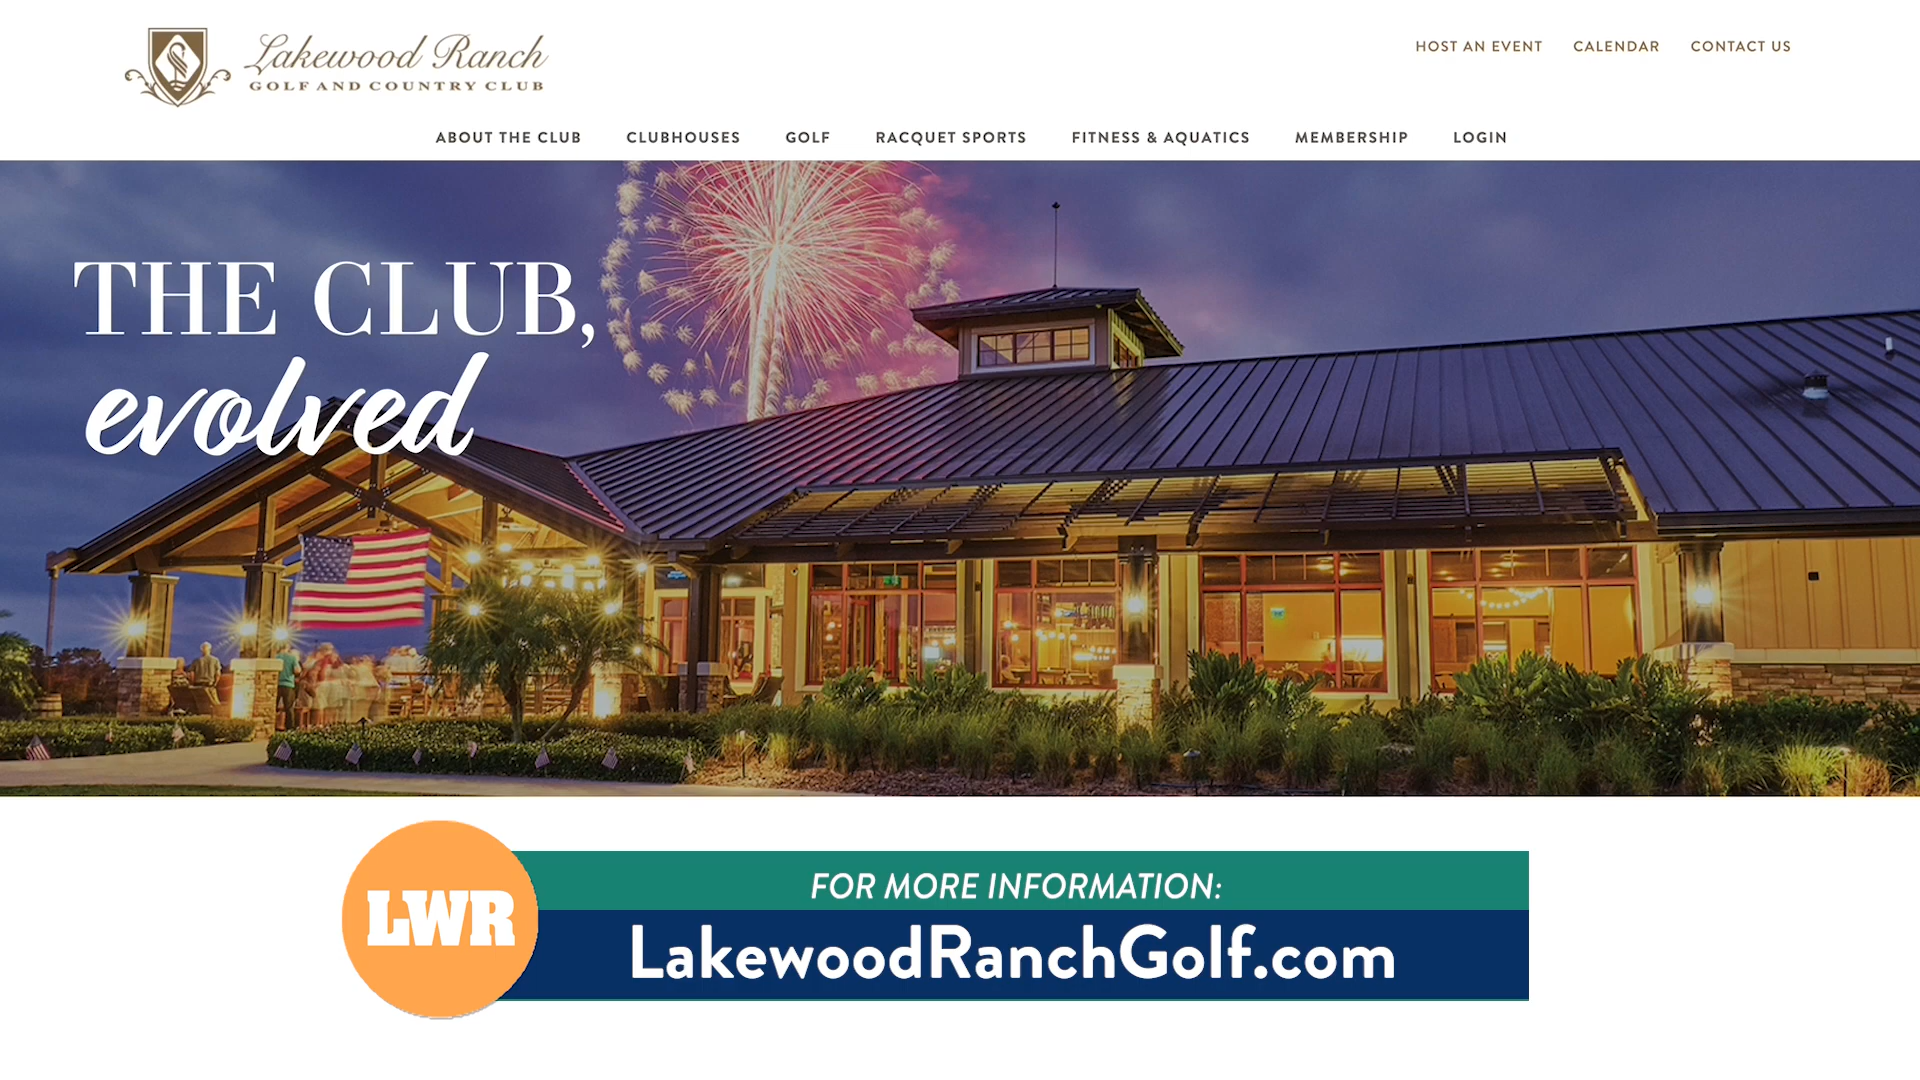 Lakewood Ranch
GOLF AND COUNTRY CLUB
HOST AN EVENT CALENDAR CONTACT US
ABOUT THE CLUB CLUBHOUSES GOLF RACQUET SPORTS FITNESS & AQUATICS MEMBERSHIP LOGIN
THE CLUB,
evolved
LWR
FOR MORE INFORMATION:
LakewoodRanchGolf.com